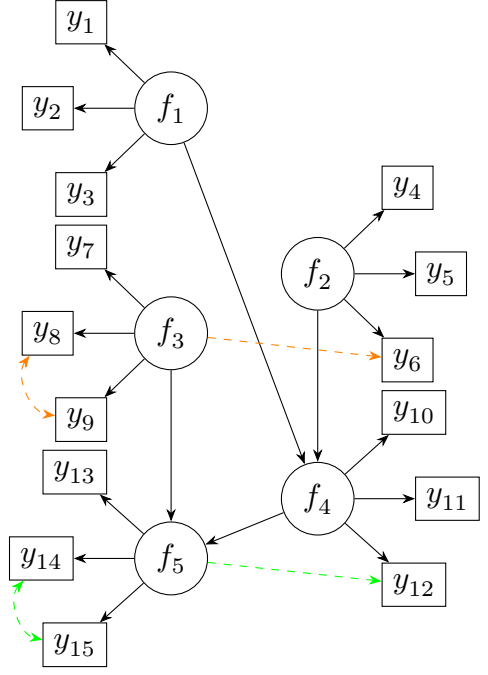 y₁
y₂
f₁
y₃
y₄
y₇
f₂
y₅
y₈
f₃
y₆
y₉
y₁₀
y₁₃
f₄
y₁₁
y₁₄
f₅
y₁₂
y₁₅